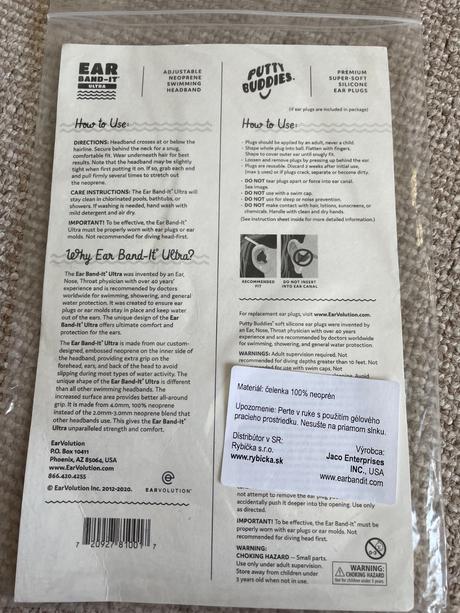 EAR
BAND-IT®
ULTRA
ADJUSTABLE
NEOPRENE
SWIMMING
HEADBAND
How to Use:
DIRECTIONS: Headband crosses at or below the
hairline. Secure behind the neck for a snug,
comfortable fit. Wear underneath hair for best
results. Note that the headband may be slightly
tight when first putting it on. If so, grab each end
and pull firmly several times to stretch out
the neoprene.
CARE INSTRUCTIONS: The Ear Band-It® Ultra will
stay clean in chlorinated pools, bathtubs, or
showers. If washing is needed, hand wash with
mild detergent and air dry.
IMPORTANT! To be effective, the Ear Band-It®
Ultra must be properly worn with ear plugs or ear
molds. Not recommended for diving head-first.
Why Ear Band-It® Ultra?
The Ear Band-It® Ultra was invented by an Ear,
Nose, Throat physician with over 40 years'
experience and is recommended by doctors
worldwide for swimming, showering, and general
water protection. It was created to ensure ear
plugs or ear molds stay in place and keep water
out of the ears. The unique design of the Ear
Band-It® Ultra offers ultimate comfort and
protection for the ears.
The Ear Band-It® Ultra is made from our custom-
designed, embossed neoprene on the inner side of
the headband, providing extra grip on the
forehead, ears, and back of the head to avoid
slipping during most types of water activity. The
unique shape of the Ear Band-It® Ultra is different
than all other swimming headbands. The
increased surface area provides better all-around
grip. It is made from 4.0mm, 100% neoprene
instead of the 2.0mm-3.0mm neoprene blend that
other headbands use. This gives the Ear Band-It®
Ultra unparalleled strength and comfort.
EarVolution
P.O. Box 10411
Phoenix, AZ 85064, USA
www.EarVolution.com
866.420.4255
© EarVolution Inc. 2012-2020.
EARVOLUTION™
7 20927 81001 7
PUTTY
BUDDIES®
PREMIUM
SUPER-SOFT
SILICONE
EAR PLUGS
(if ear plugs are included in package)
How to Use:
- Plugs should be applied by an adult, never a child.
- Shape whole plug into ball. Flatten with fingers.
Shape to cover outer ear until snugly fit.
- Loosen and remove plugs by pressing up behind the ear.
- Plugs are reusable. Discard 2 weeks after initial use,
(max 5 uses) or if plugs crack, separate or become dirty.
- DO NOT tear plugs apart or force into ear canal.
See image.
- DO NOT use with a swim cap.
- DO NOT use for sleep or noise prevention.
- DO NOT make contact with hair, lotions, sunscreens, or
chemicals. Handle with clean and dry hands.
(See instruction sheet inside for more detailed information.)
RECOMMENDED
FIT
DO NOT INSERT
INTO EAR CANAL
For replacement ear plugs, visit www.EarVolution.com.
Putty Buddies® soft silicone ear plugs were invented by
an Ear, Nose, Throat physician with over 40 years'
experience and are recommended by doctors worldwide
for swimming, showering, and general water protection.
WARNINGS: Adult supervision required. Not
recommended for diving depths greater than to feet. Not
for use with swim caps. Not
Avoid
Materiál: čelenka 100% neoprén
Upozornenie: Perte v ruke s použitím gélového
pracieho prostriedku. Nesušte na priamom slnku.
Distribútor v SR:
Rybička s.r.o.
www.rybicka.sk
Výrobca:
Jaco Enterprises
INC., USA
www.earbandit.com
not attempt to remove the ear plug
accidentally push it deeper into the opening. Use only
as directed.
IMPORTANT! To be effective, the Ear Band-It® must be
properly worn with ear plugs or ear molds. Not
recommended for diving head first.
WARNING:
CHOKING HAZARD — Small parts.
Use only under adult supervision.
Store away from children under
3 years old when not in use.
0-3
WARNING:
CHOKING HAZARD
Not for children under 3 years.